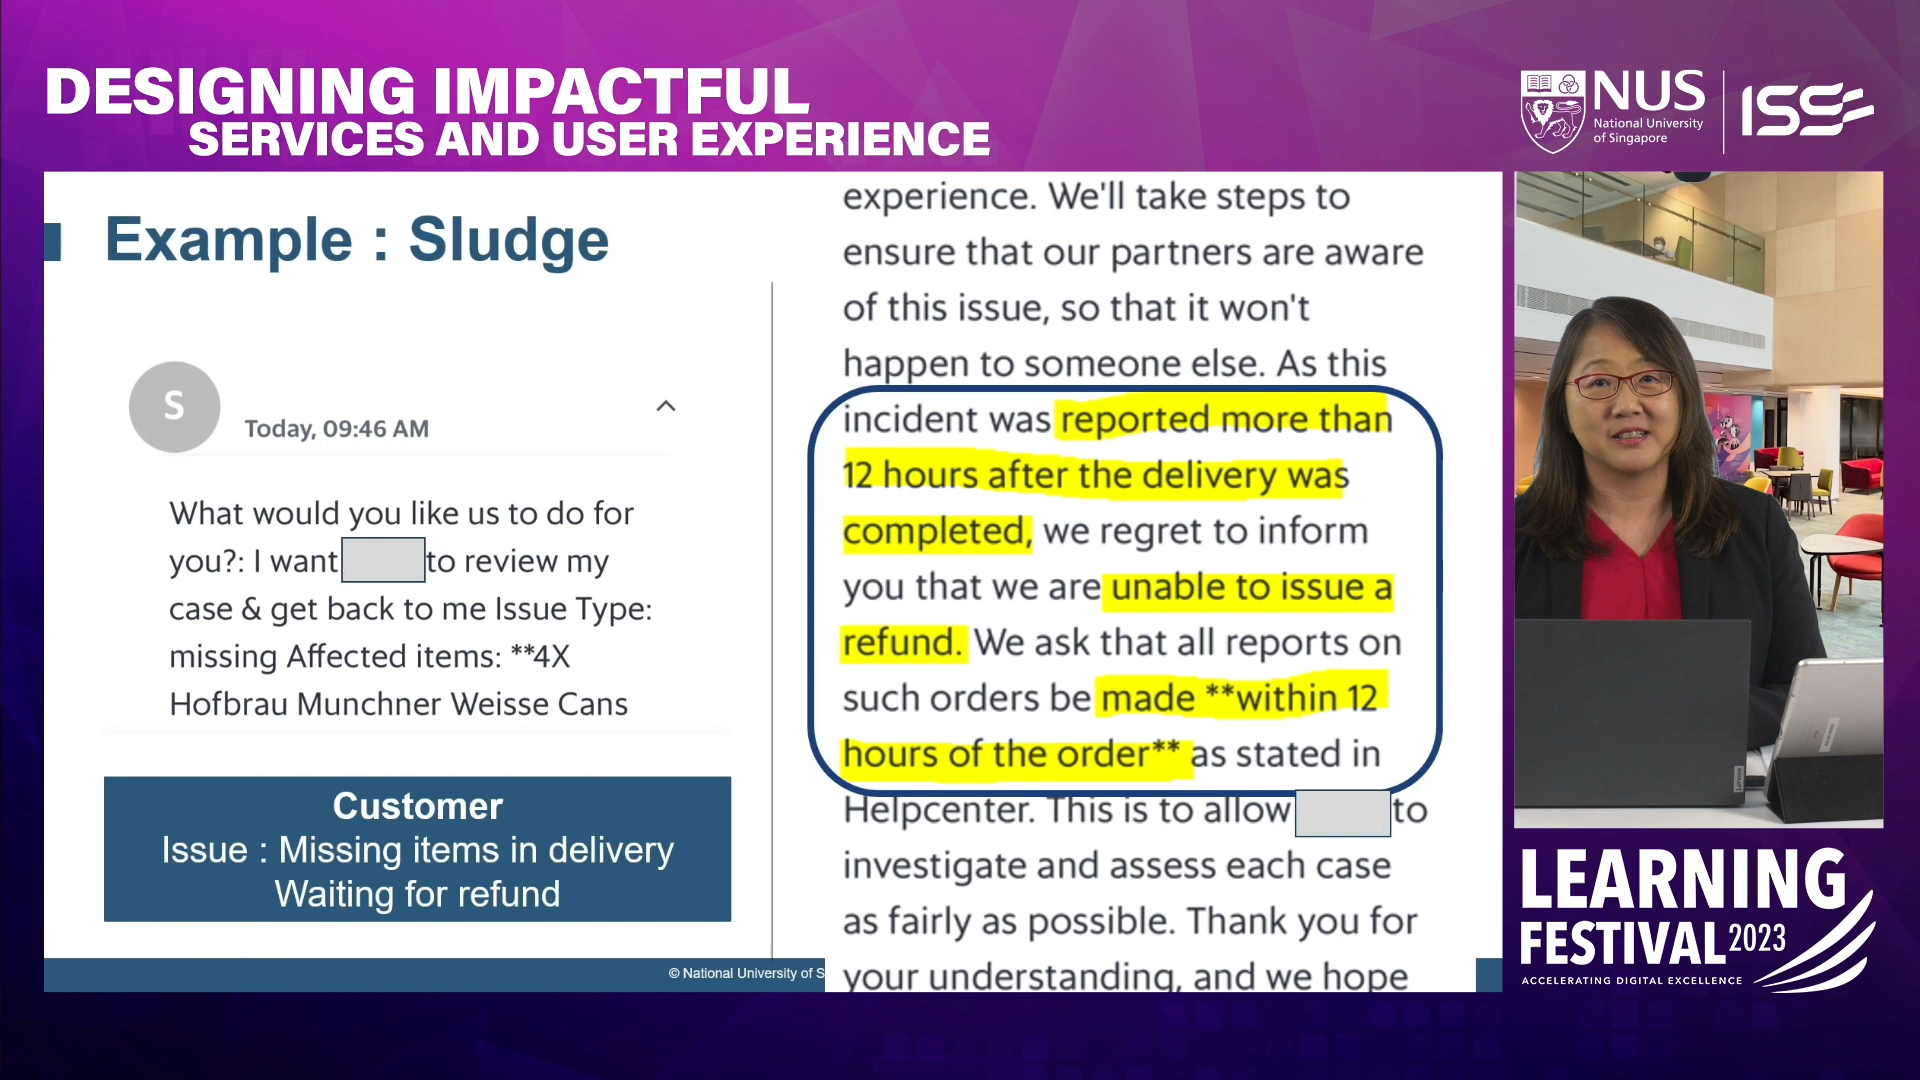 DESIGNING IMPACTFUL
SERVICES AND USER EXPERIENCE
NUS
National University
of Singapore
ISS
Example : Sludge
S
Today, 09:46 AM
What would you like us to do for
you?: I want to review my
case & get back to me Issue Type:
missing Affected items: **4X
Hofbrau Munchner Weisse Cans
Customer
Issue : Missing items in delivery
Waiting for refund
© National University of S
experience. We'll take steps to
ensure that our partners are aware
of this issue, so that it won't
happen to someone else. As this
incident was reported more than
12 hours after the delivery was
completed, we regret to inform
you that we are unable to issue a
refund. We ask that all reports on
such orders be made **within 12
hours of the order** as stated in
Helpcenter. This is to allow to
investigate and assess each case
as fairly as possible. Thank you for
your understanding, and we hope
Lenovo
LEARNING
FESTIVAL 2023
ACCELERATING DIGITAL EXCELLENCE